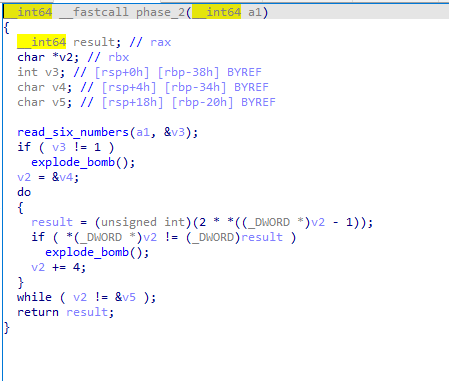 __int64 __fastcall phase_2(__int64 a1)
{
  __int64 result; // rax
  char *v2; // rbx
  int v3; // [rsp+0h] [rbp-38h] BYREF
  char v4; // [rsp+4h] [rbp-34h] BYREF
  char v5; // [rsp+18h] [rbp-20h] BYREF

  read_six_numbers(a1, &v3);
  if ( v3 != 1 )
    explode_bomb();
  v2 = &v4;
  do
  {
    result = (unsigned int)(2 * *((_DWORD *)v2 - 1));
    if ( *(_DWORD *)v2 != (_DWORD)result )
      explode_bomb();
    v2 += 4;
  }
  while ( v2 != &v5 );
  return result;
}